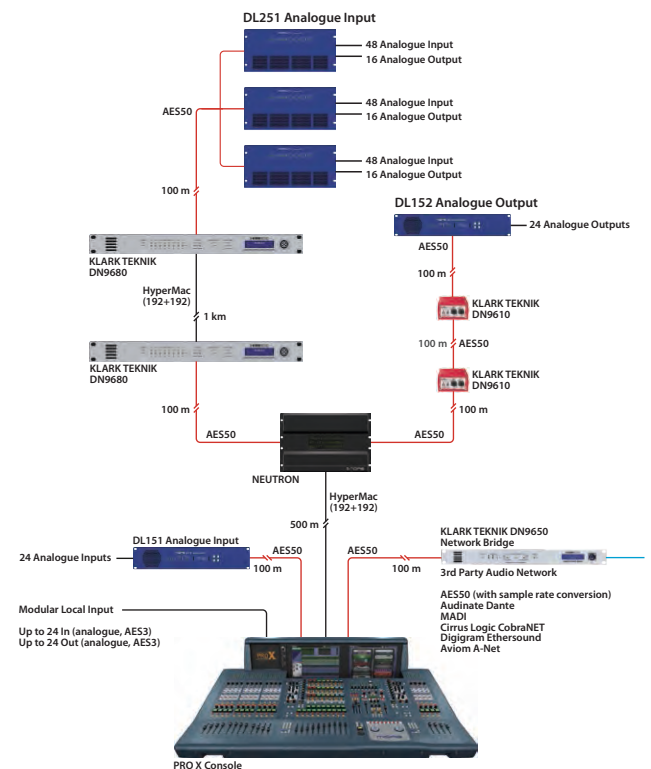 DL251 Analogue Input
48 Analogue Input
16 Analogue Output
48 Analogue Input
16 Analogue Output
AES50
48 Analogue Input
16 Analogue Output
100 m
DL152 Analogue Output
24 Analogue Outputs
AES50
KLARK TEKNIK
DN9680
100 m
HyperMac
(192+192)
KLARK TEKNIK
DN9610
1 km
100 m
AES50
KLARK TEKNIK
DN9680
KLARK TEKNIK
DN9610
100 m
100 m
AES50
AES50
NEUTRON
HyperMac
(192+192)
500 m
DL151 Analogue Input
24 Analogue Inputs
AES50
100 m
AES50
100 m
KLARK TEKNIK DN9650
Network Bridge
3rd Party Audio Network
AES50 (with sample rate conversion)
Audinate Dante
MADI
Cirrus Logic CobraNET
Digigram Ethersound
Aviom A-Net
Modular Local Input
Up to 24 In (analogue, AES3)
Up to 24 Out (analogue, AES3)
PRO X
PRO X Console